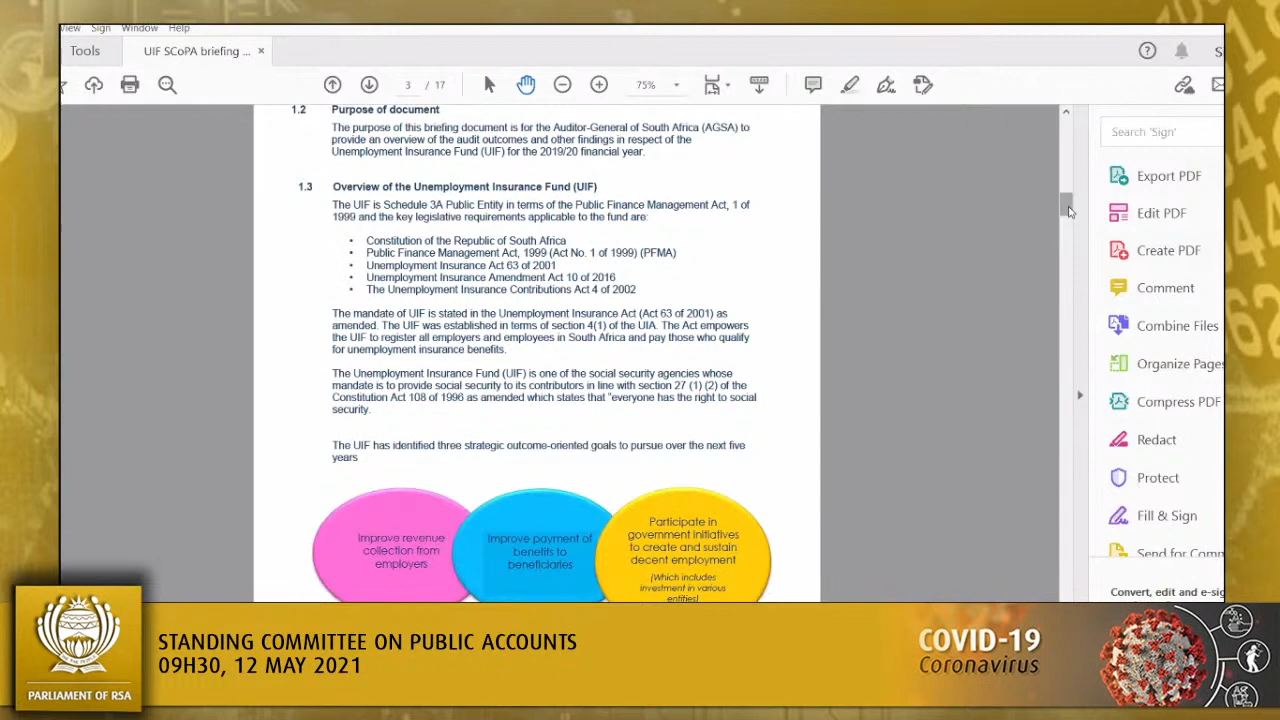 View Sign Window Help
Tools
UIF SCoPA briefing ... ×
3 / 17
75%
1.2 Purpose of document
The purpose of this briefing document is for the Auditor-General of South Africa (AGSA) to
provide an overview of the audit outcomes and other findings in respect of the
Unemployment Insurance Fund (UIF) for the 2019/20 financial year.
1.3 Overview of the Unemployment Insurance Fund (UIF)
The UIF is Schedule 3A Public Entity in terms of the Public Finance Management Act, 1 of
1999 and the key legislative requirements applicable to the fund are:
• Constitution of the Republic of South Africa
• Public Finance Management Act, 1999 (Act No. 1 of 1999) (PFMA)
• Unemployment Insurance Act 63 of 2001
• Unemployment Insurance Amendment Act 10 of 2016
• The Unemployment Insurance Contributions Act 4 of 2002
The mandate of UIF is stated in the Unemployment Insurance Act (Act 63 of 2001) as
amended. The UIF was established in terms of section 4(1) of the UIA. The Act empowers
the UIF to register all employers and employees in South Africa and pay those who qualify
for unemployment insurance benefits.
The Unemployment Insurance Fund (UIF) is one of the social security agencies whose
mandate is to provide social security to its contributors in line with section 27 (1) (2) of the
Constitution Act 108 of 1996 as amended which states that "everyone has the right to social
security.
The UIF has identified three strategic outcome-oriented goals to pursue over the next five
years
Improve revenue
collection from
employers
Improve payment of
benefits to
beneficiaries
Participate in
government initiatives
to create and sustain
decent employment
(Which includes
investment in various
entities)
Search 'Sign'
Export PDF
Edit PDF
Create PDF
Comment
Combine Files
Organize Pages
Compress PDF
Redact
Protect
Fill & Sign
Send for Comm
Convert, edit and e-sig
STANDING COMMITTEE ON PUBLIC ACCOUNTS
09H30, 12 MAY 2021
PARLIAMENT OF RSA
COVID-19
Coronavirus